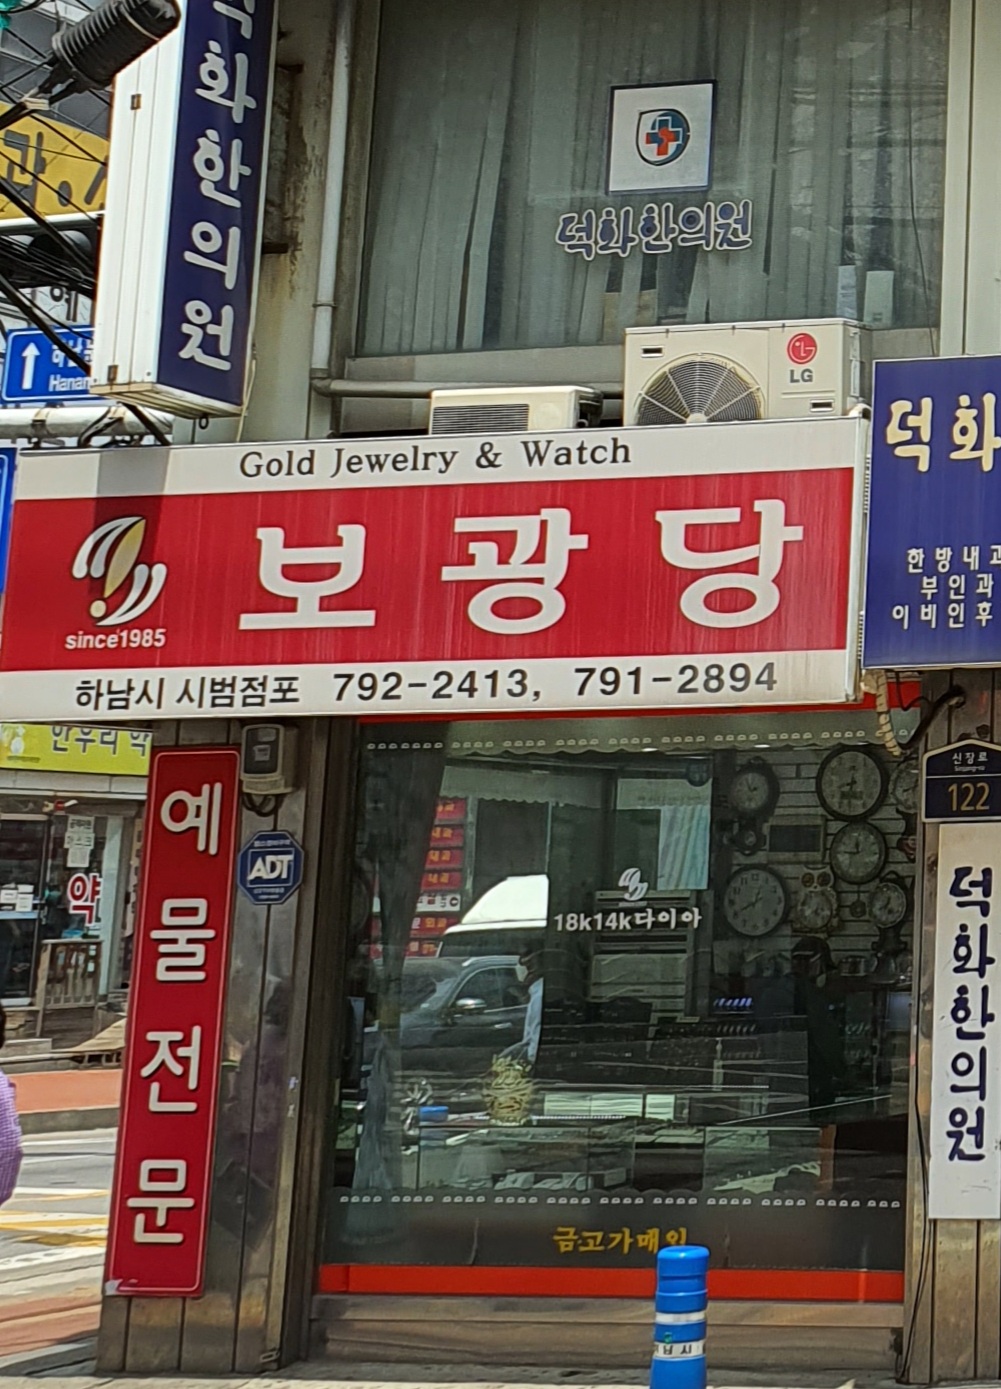 덕화한의원
화한의원
LG
Gold Jewelry & Watch
보광당
since1985
하남시 시범점포 792-2413, 791-2894
덕화
한방내과
부인과
이비인후
신장로
122
예물전문
ADT
18k14k다이아
약
덕화한의원
금고가매입